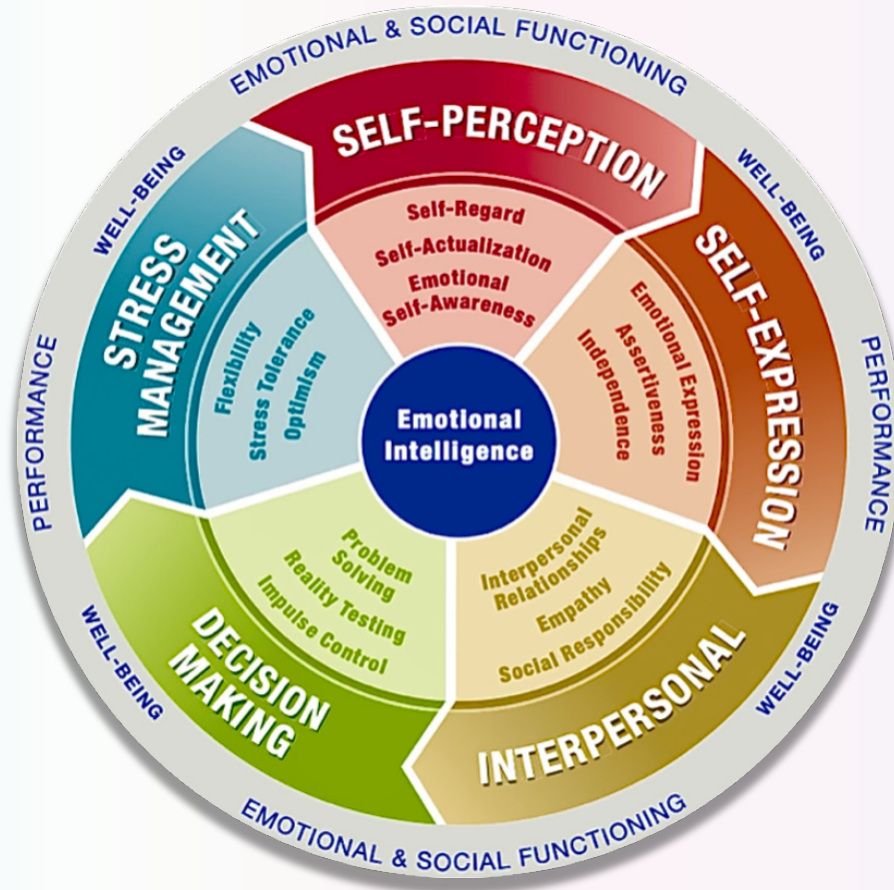 EMOTIONAL & SOCIAL FUNCTIONING
WELL-BEING
WELL-BEING
PERFORMANCE
PERFORMANCE
WELL-BEING
WELL-BEING
EMOTIONAL & SOCIAL FUNCTIONING
SELF-PERCEPTION
Self-Regard
Self-Actualization
Emotional
Self-Awareness
SELF-EXPRESSION
Emotional Expression
Assertiveness
Independence
INTERPERSONAL
Interpersonal
Relationships
Empathy
Social Responsibility
DECISION
MAKING
Problem
Solving
Reality Testing
Impulse Control
STRESS
MANAGEMENT
Flexibility
Stress Tolerance
Optimism
Emotional
Intelligence